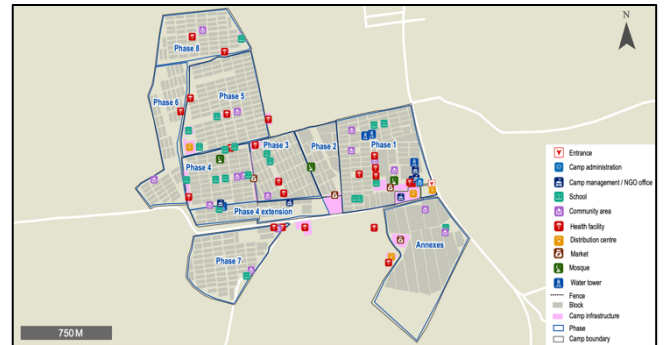 N
Phase 8
Phase 5
Phase 6
Phase 3
Phase 2
Phase 1
Phase 4
Phase 4 extension
Phase 7
Annexes
Entrance
Camp administration
Camp management / NGO office
School
Community area
Health facility
Distribution centre
Market
Mosque
Water tower
Fence
Block
Camp infrastructure
Phase
Camp boundary
750 M